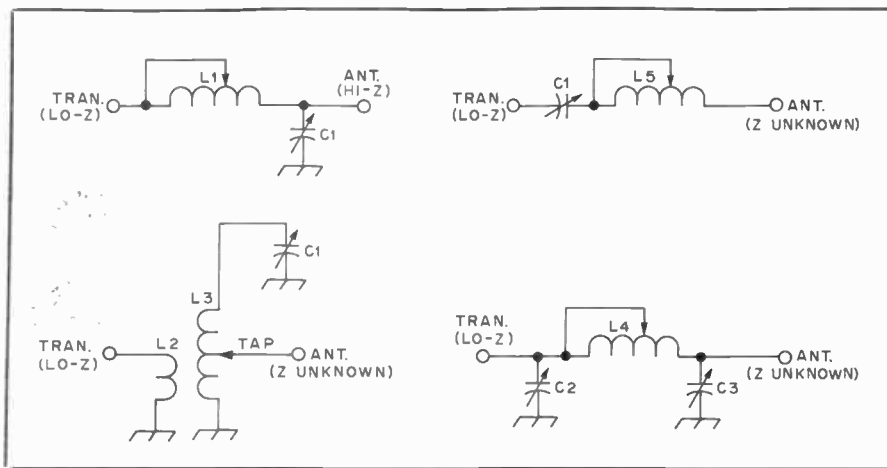 L1
TRAN.
(LO-Z)
ANT.
(HI-Z)
C1
C1
L5
TRAN.
(LO-Z)
ANT.
(Z UNKNOWN)
C1
L3
TRAN.
(LO-Z)
L2
TAP
ANT.
(Z UNKNOWN)
TRAN.
(LO-Z)
L4
C2
C3
ANT.
(Z UNKNOWN)